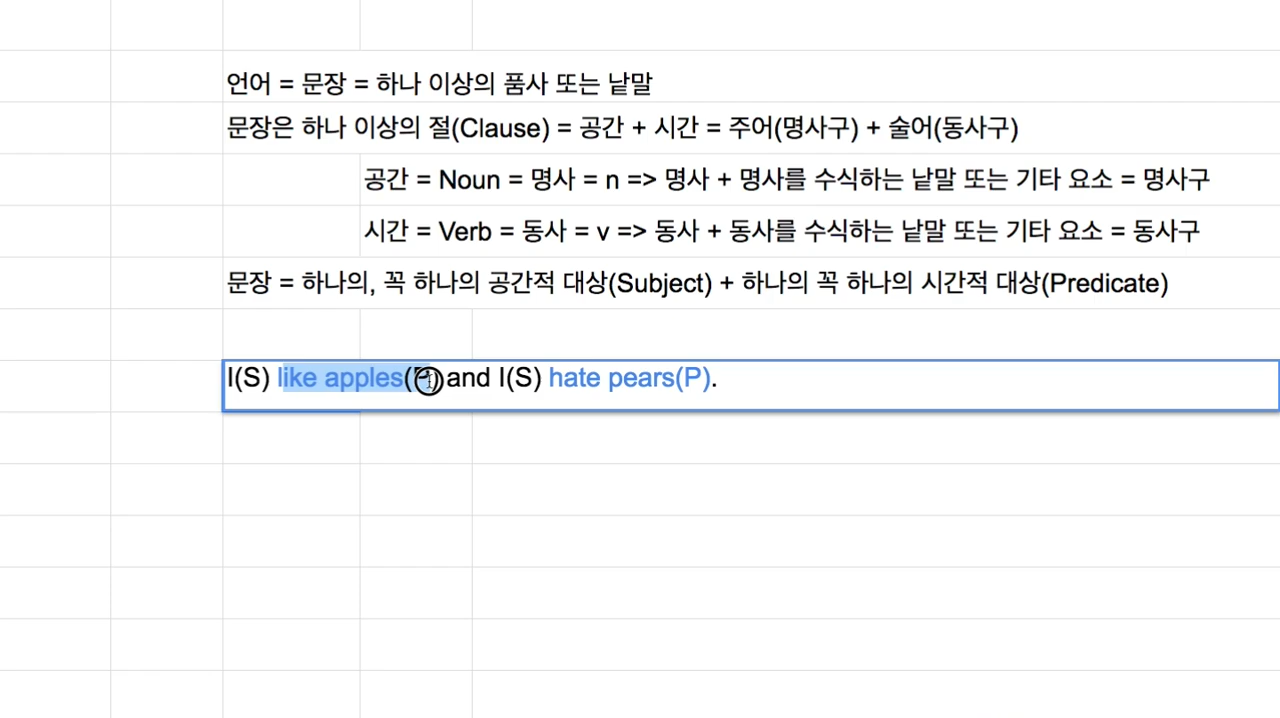 언어 = 문장 = 하나 이상의 품사 또는 낱말
문장은 하나 이상의 절(Clause) = 공간 + 시간 = 주어(명사구) + 술어(동사구)
공간 = Noun = 명사 = n => 명사 + 명사를 수식하는 낱말 또는 기타 요소 = 명사구
시간 = Verb = 동사 = v => 동사 + 동사를 수식하는 낱말 또는 기타 요소 = 동사구
문장 = 하나의, 꼭 하나의 공간적 대상(Subject) + 하나의 꼭 하나의 시간적 대상(Predicate)
I(S) like apples(P) and I(S) hate pears(P).